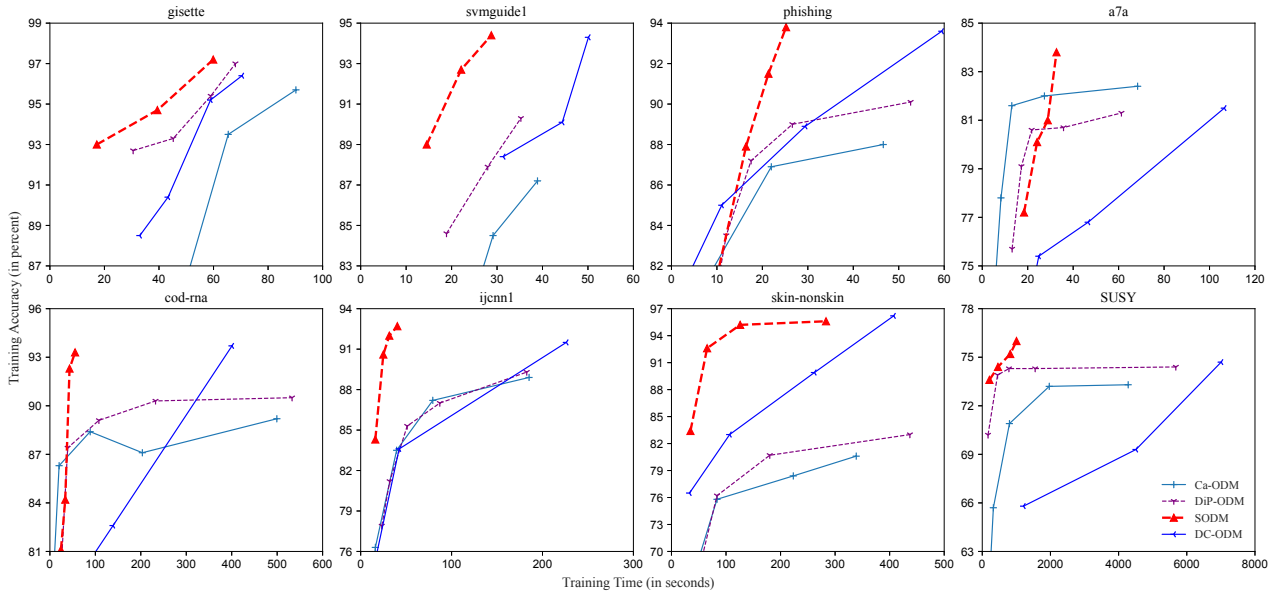 gisette
99
97
95
93
91
89
87
0 20 40 60 80 100
svmguide1
95
93
91
89
87
85
83
0 10 20 30 40 50 60
phishing
94
92
90
88
86
84
82
0 10 20 30 40 50 60
a7a
85
83
81
79
77
75
0 20 40 60 80 100 120
Training Accuracy (in percent)
cod-rna
96
93
90
87
84
81
0 100 200 300 400 500 600
ijcnn1
94
91
88
85
82
79
76
0 100 200 300
skin-nonskin
97
94
91
88
85
82
79
76
73
70
0 100 200 300 400 500
SUSY
78
75
72
69
66
63
0 2000 4000 6000 8000
Ca-ODM
DiP-ODM
SODM
DC-ODM
Training Time (in seconds)